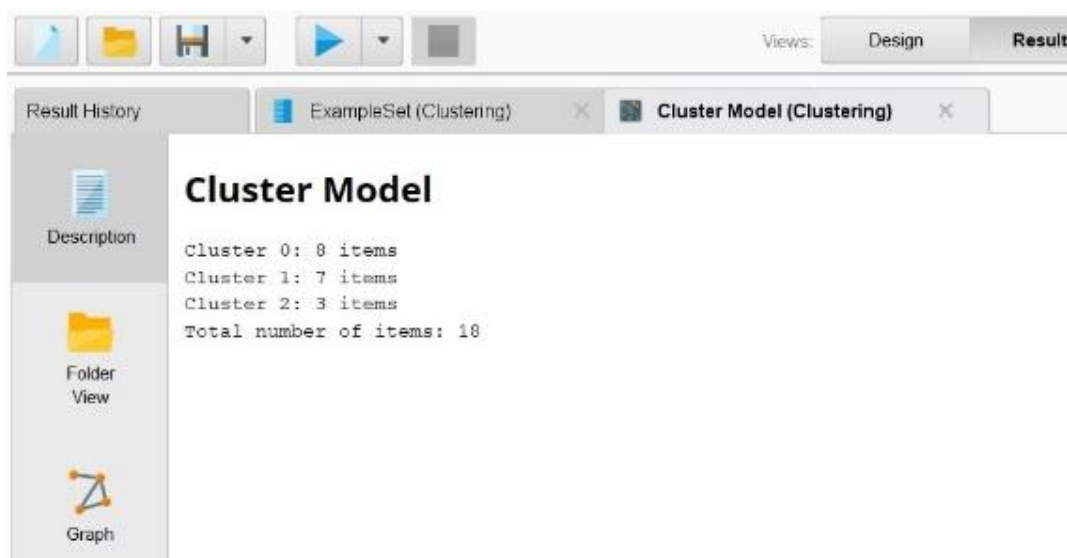 Views: Design Result
Result History ExampleSet (Clustering) Cluster Model (Clustering)
Description
Cluster Model
Cluster 0: 8 items
Cluster 1: 7 items
Cluster 2: 3 items
Total number of items: 18
Folder
View
Graph